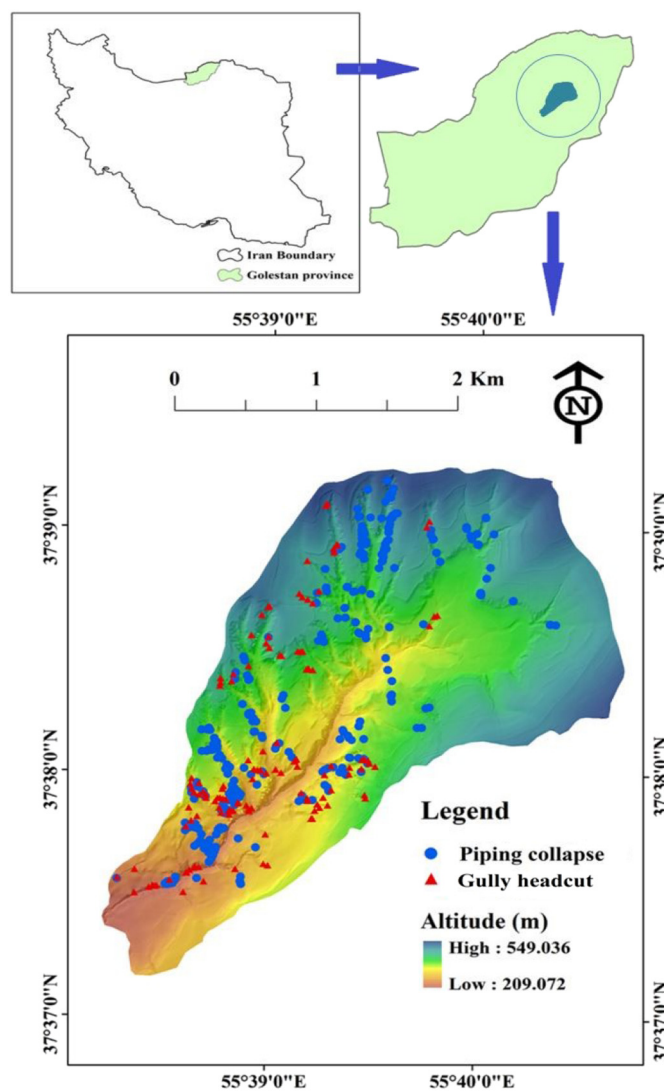 Iran Boundary
Golestan province
55°39'0"E
55°40'0"E
0 1 2 Km
N
37°39'0"N
37°39'0"N
37°38'0"N
37°38'0"N
Legend
Piping collapse
Gully headcut
Altitude (m)
High : 549.036
Low : 209.072
37°37'0"N
37°37'0"N
55°39'0"E
55°40'0"E